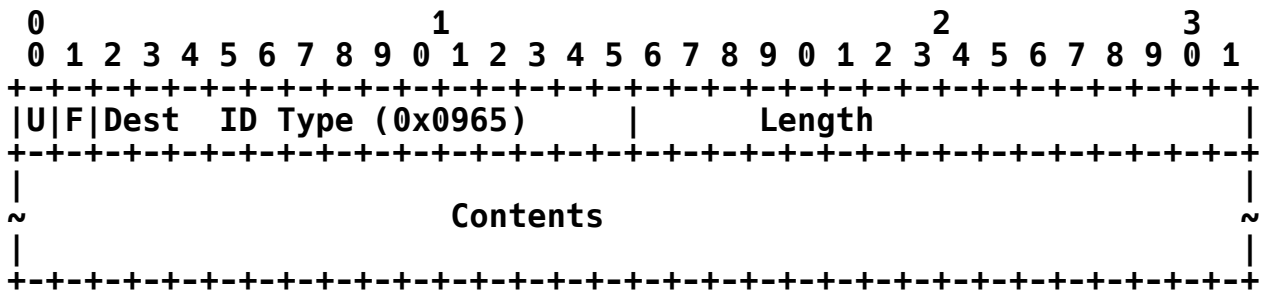 0                    1                         2            3
 0 1 2 3 4 5 6 7 8 9 0 1 2 3 4 5 6 7 8 9 0 1 2 3 4 5 6 7 8 9 0 1
+-+-+-+-+-+-+-+-+-+-+-+-+-+-+-+-+-+-+-+-+-+-+-+-+-+-+-+-+-+-+-+-+
|U|F|Dest  ID Type (0x0965)     |      Length                   |
+-+-+-+-+-+-+-+-+-+-+-+-+-+-+-+-+-+-+-+-+-+-+-+-+-+-+-+-+-+-+-+-+
|                                                               |
~                      Contents                                 ~
|                                                               |
+-+-+-+-+-+-+-+-+-+-+-+-+-+-+-+-+-+-+-+-+-+-+-+-+-+-+-+-+-+-+-+-+